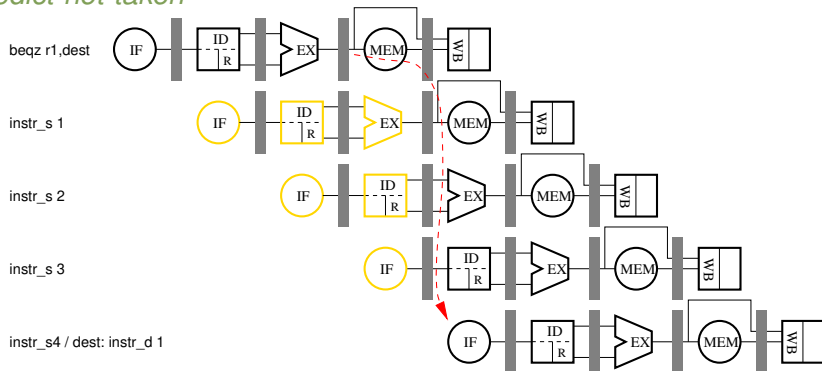 edict not taken
beqz r1,dest IF ID R EX MEM WB
instr_s 1 IF ID R EX MEM WB
instr_s 2 IF ID R EX MEM WB
instr_s 3 IF ID R EX MEM WB
instr_s4 / dest: instr_d 1 IF ID R EX MEM WB